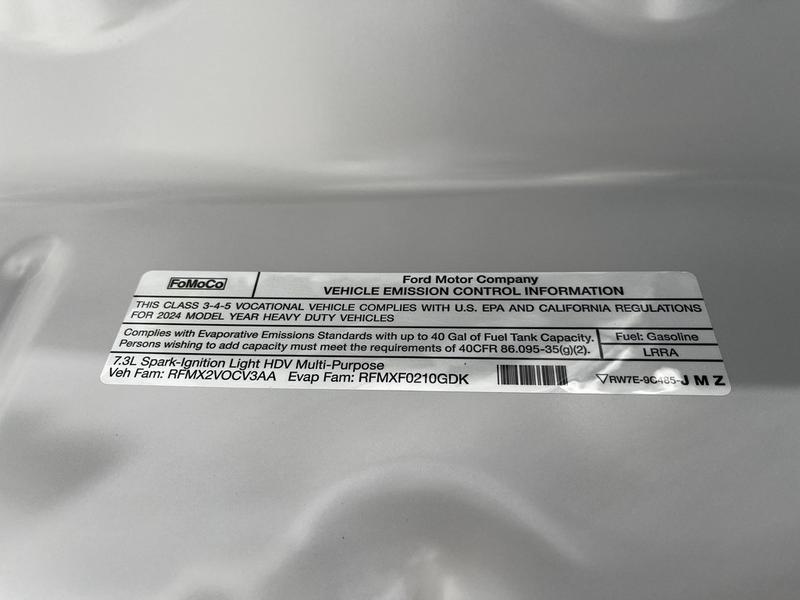 FoMoCo
Ford Motor Company
VEHICLE EMISSION CONTROL INFORMATION
THIS CLASS 3-4-5 VOCATIONAL VEHICLE COMPLIES WITH U.S. EPA AND CALIFORNIA REGULATIONS
FOR 2024 MODEL YEAR HEAVY DUTY VEHICLES
Complies with Evaporative Emissions Standards with up to 40 Gal of Fuel Tank Capacity.
Persons wishing to add capacity must meet the requirements of 40CFR 86.095-35(g)(2).
Fuel: Gasoline
LRRA
7.3L Spark-Ignition Light HDV Multi-Purpose
Veh Fam: RFMX2VOCV3AA Evap Fam: RFMXF0210GDK
RW7E-9C485-J M Z